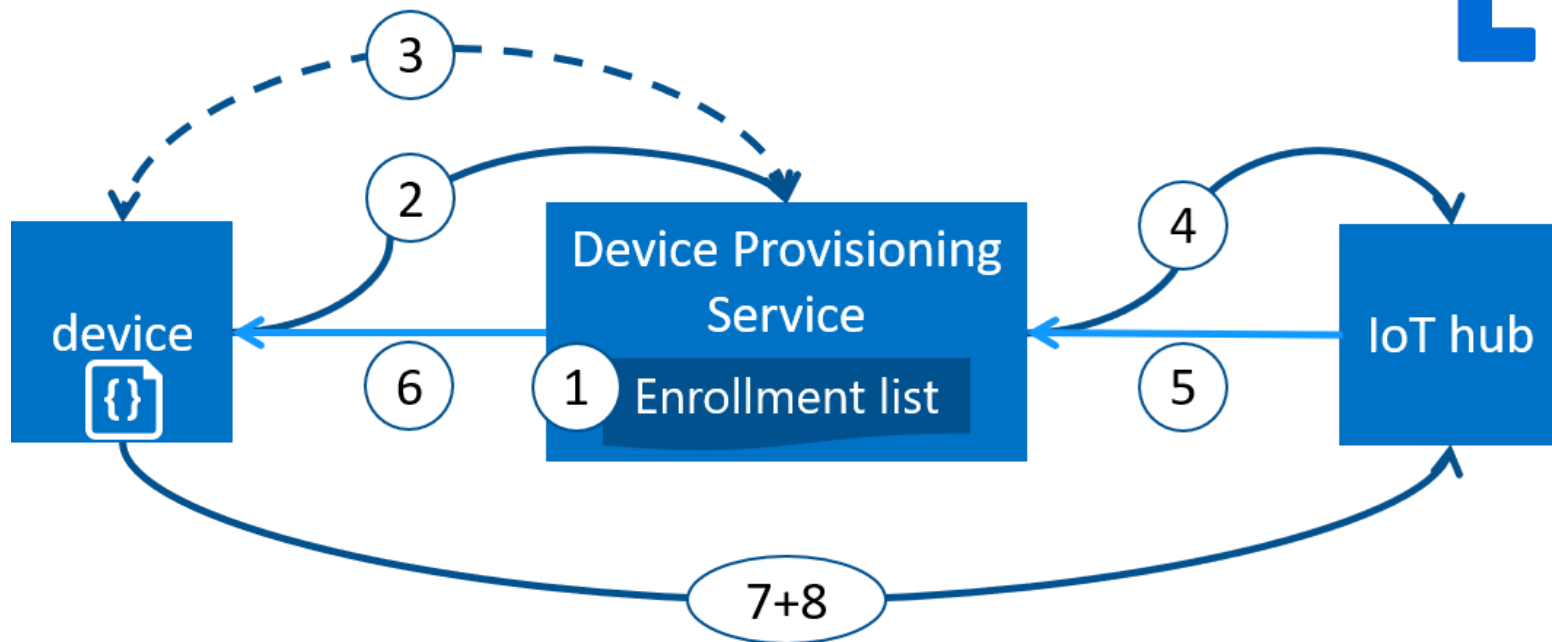 3
2
4
Device Provisioning
Service
device
IoT hub
{}
6
1
Enrollment list
5
7+8